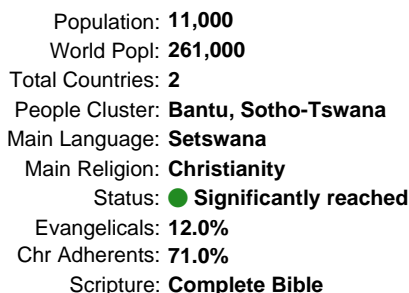 Population: 11,000
World Popl: 261,000
Total Countries: 2
People Cluster: Bantu, Sotho-Tswana
Main Language: Setswana
Main Religion: Christianity
Status: Significantly reached
Evangelicals: 12.0%
Chr Adherents: 71.0%
Scripture: Complete Bible